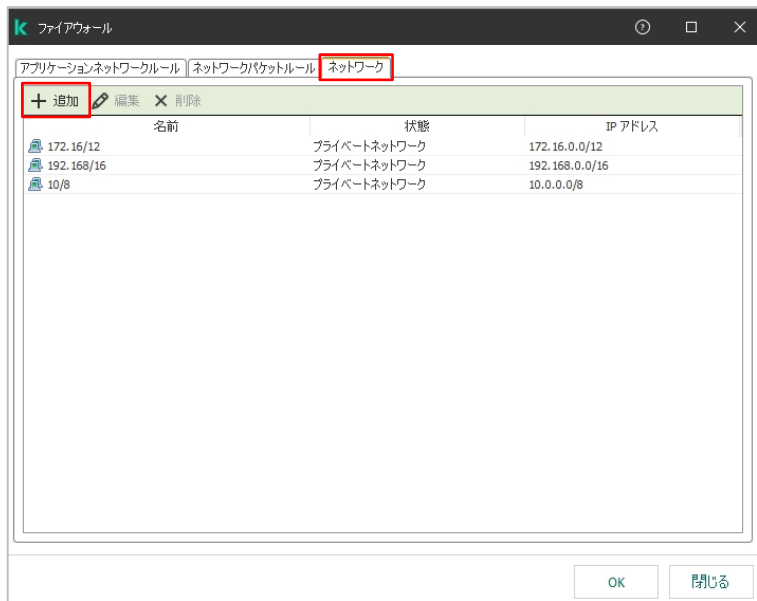 ファイアウォール
アプリケーションネットワークルール ネットワークパケットルール ネットワーク
追加 編集 削除
名前 状態 IP アドレス
172.16/12 プライベートネットワーク 172.16.0.0/12
192.168/16 プライベートネットワーク 192.168.0.0/16
10/8 プライベートネットワーク 10.0.0.0/8
OK 閉じる